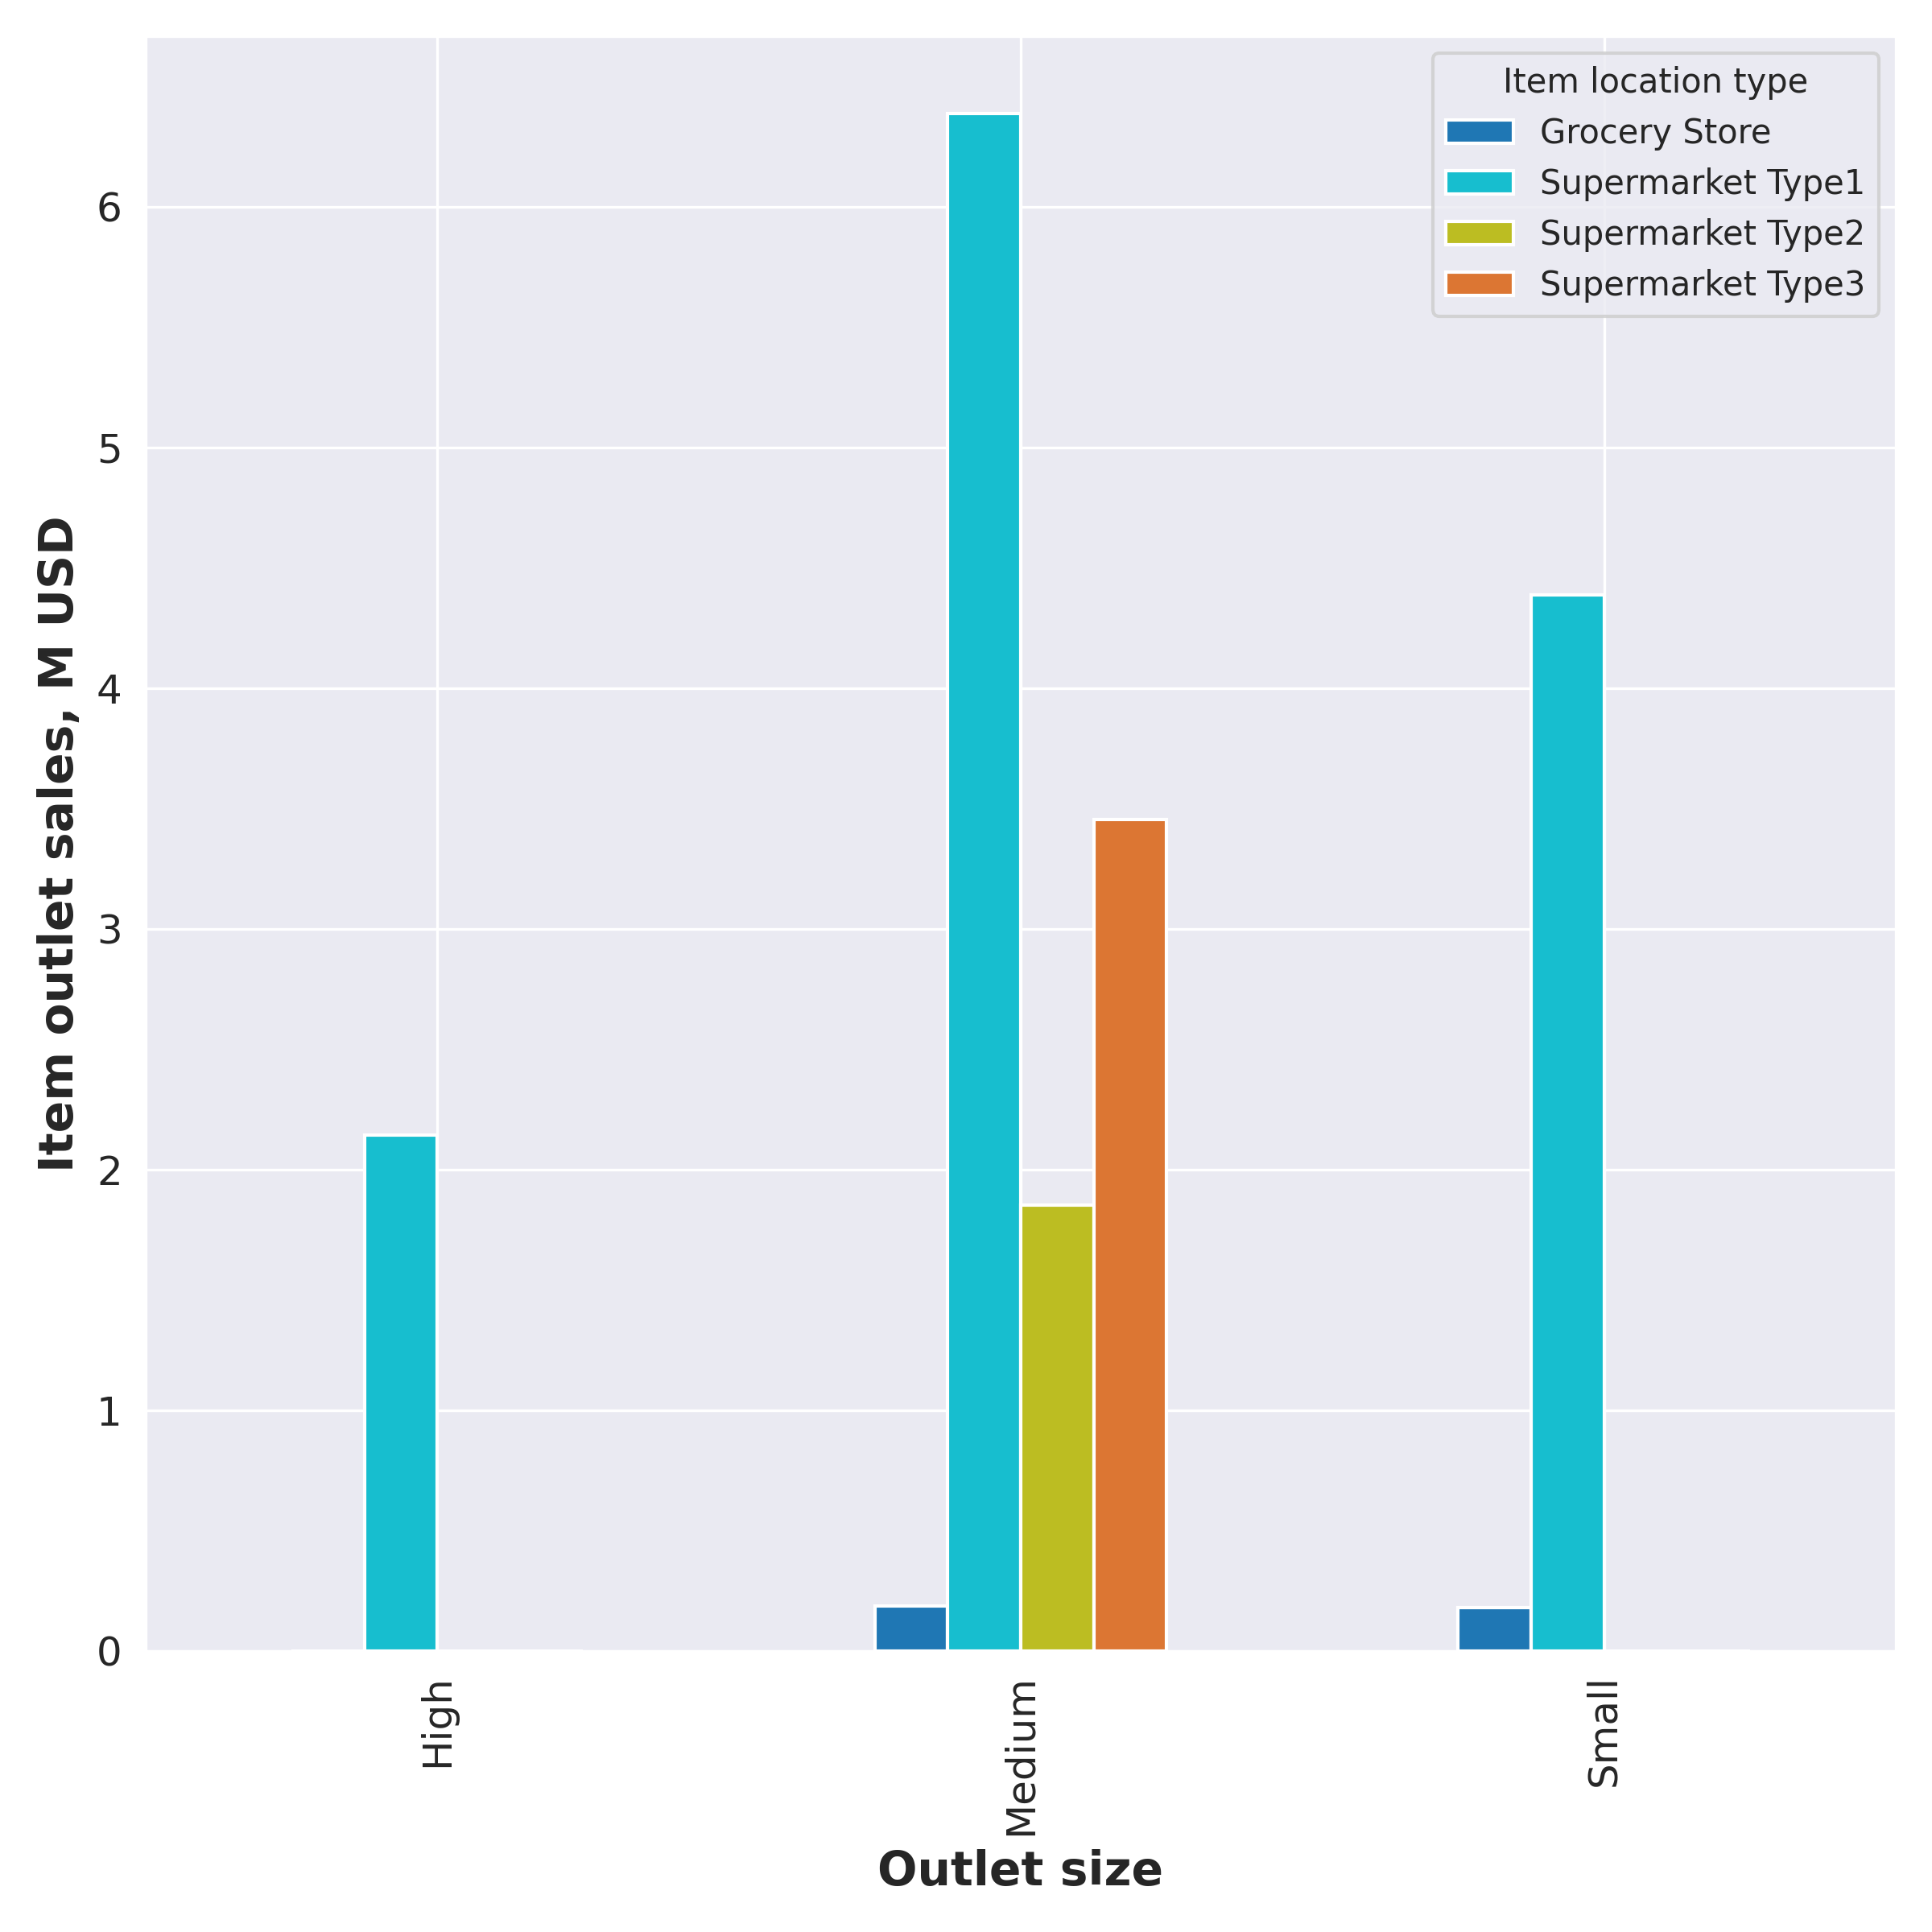 Item location type
Grocery Store
Supermarket Type1
Supermarket Type2
Supermarket Type3
Item outlet sales, M USD
6
5
4
3
2
1
0
High
Medium
Small
Outlet size